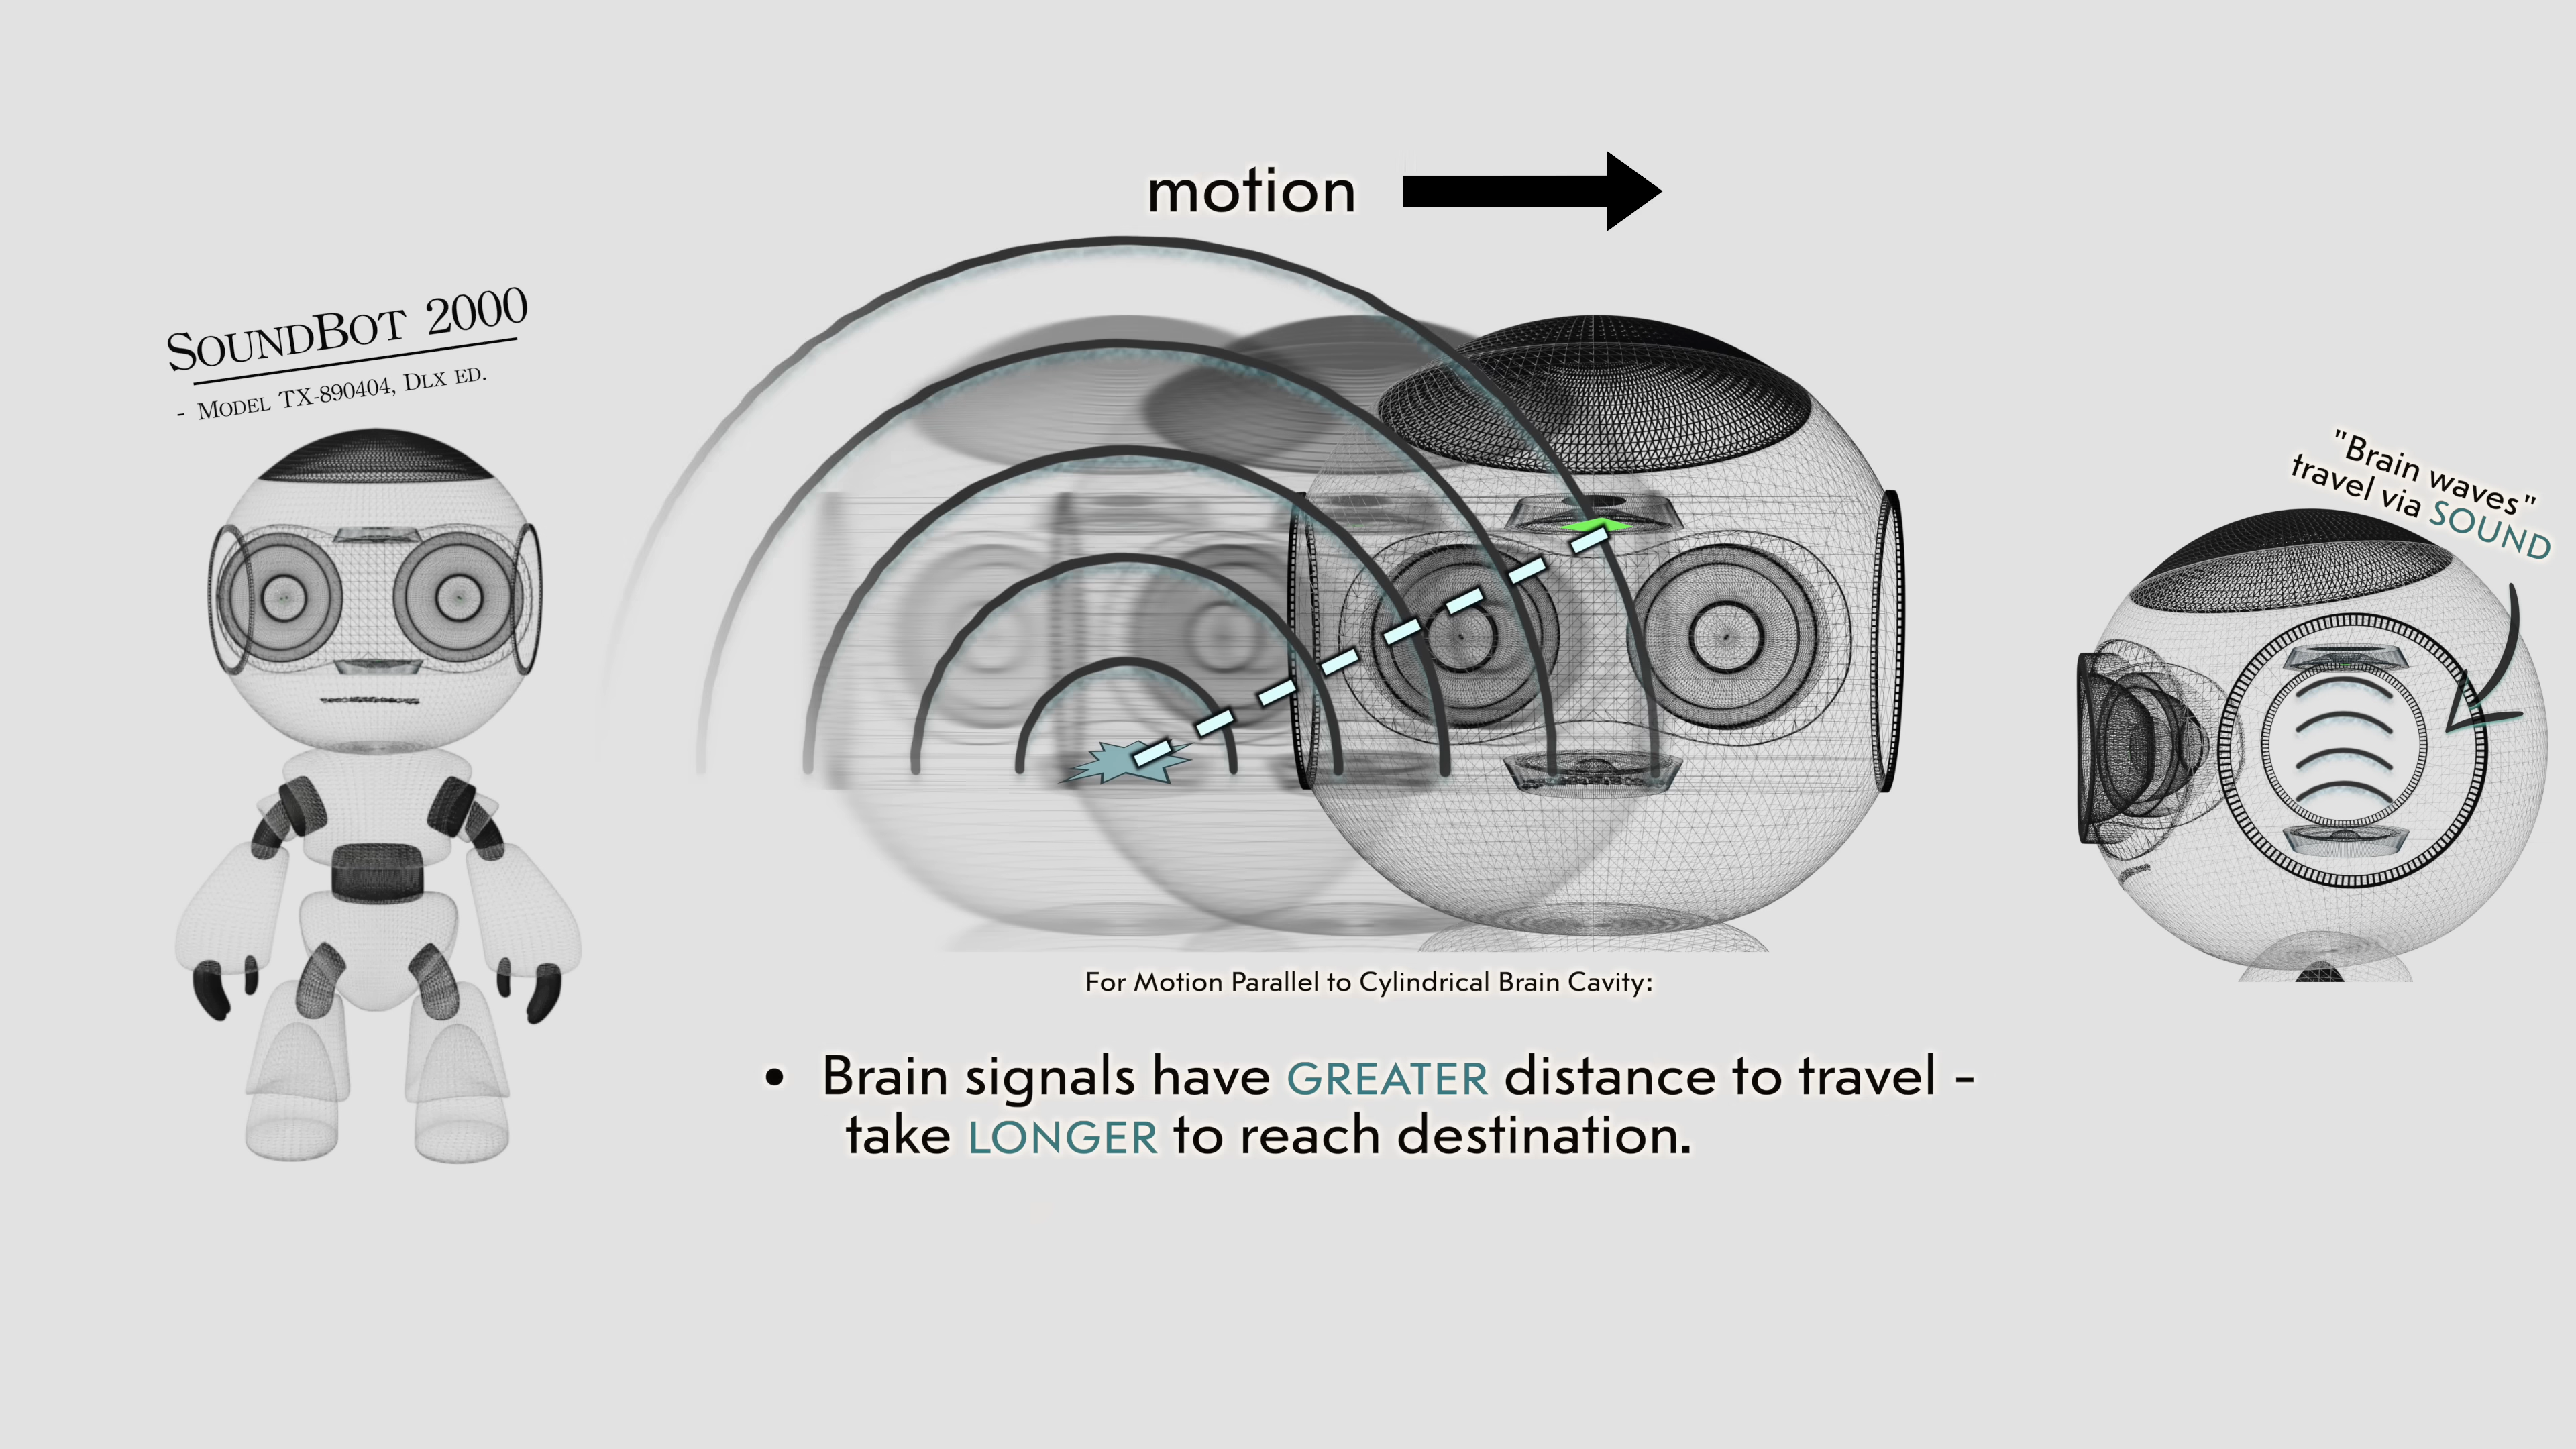 motion
SOUNDBOT 2000
- MODEL TX-890404, DLX ED.
"Brain waves"
travel via SOUND
For Motion Parallel to Cylindrical Brain Cavity:
• Brain signals have GREATER distance to travel -
take LONGER to reach destination.